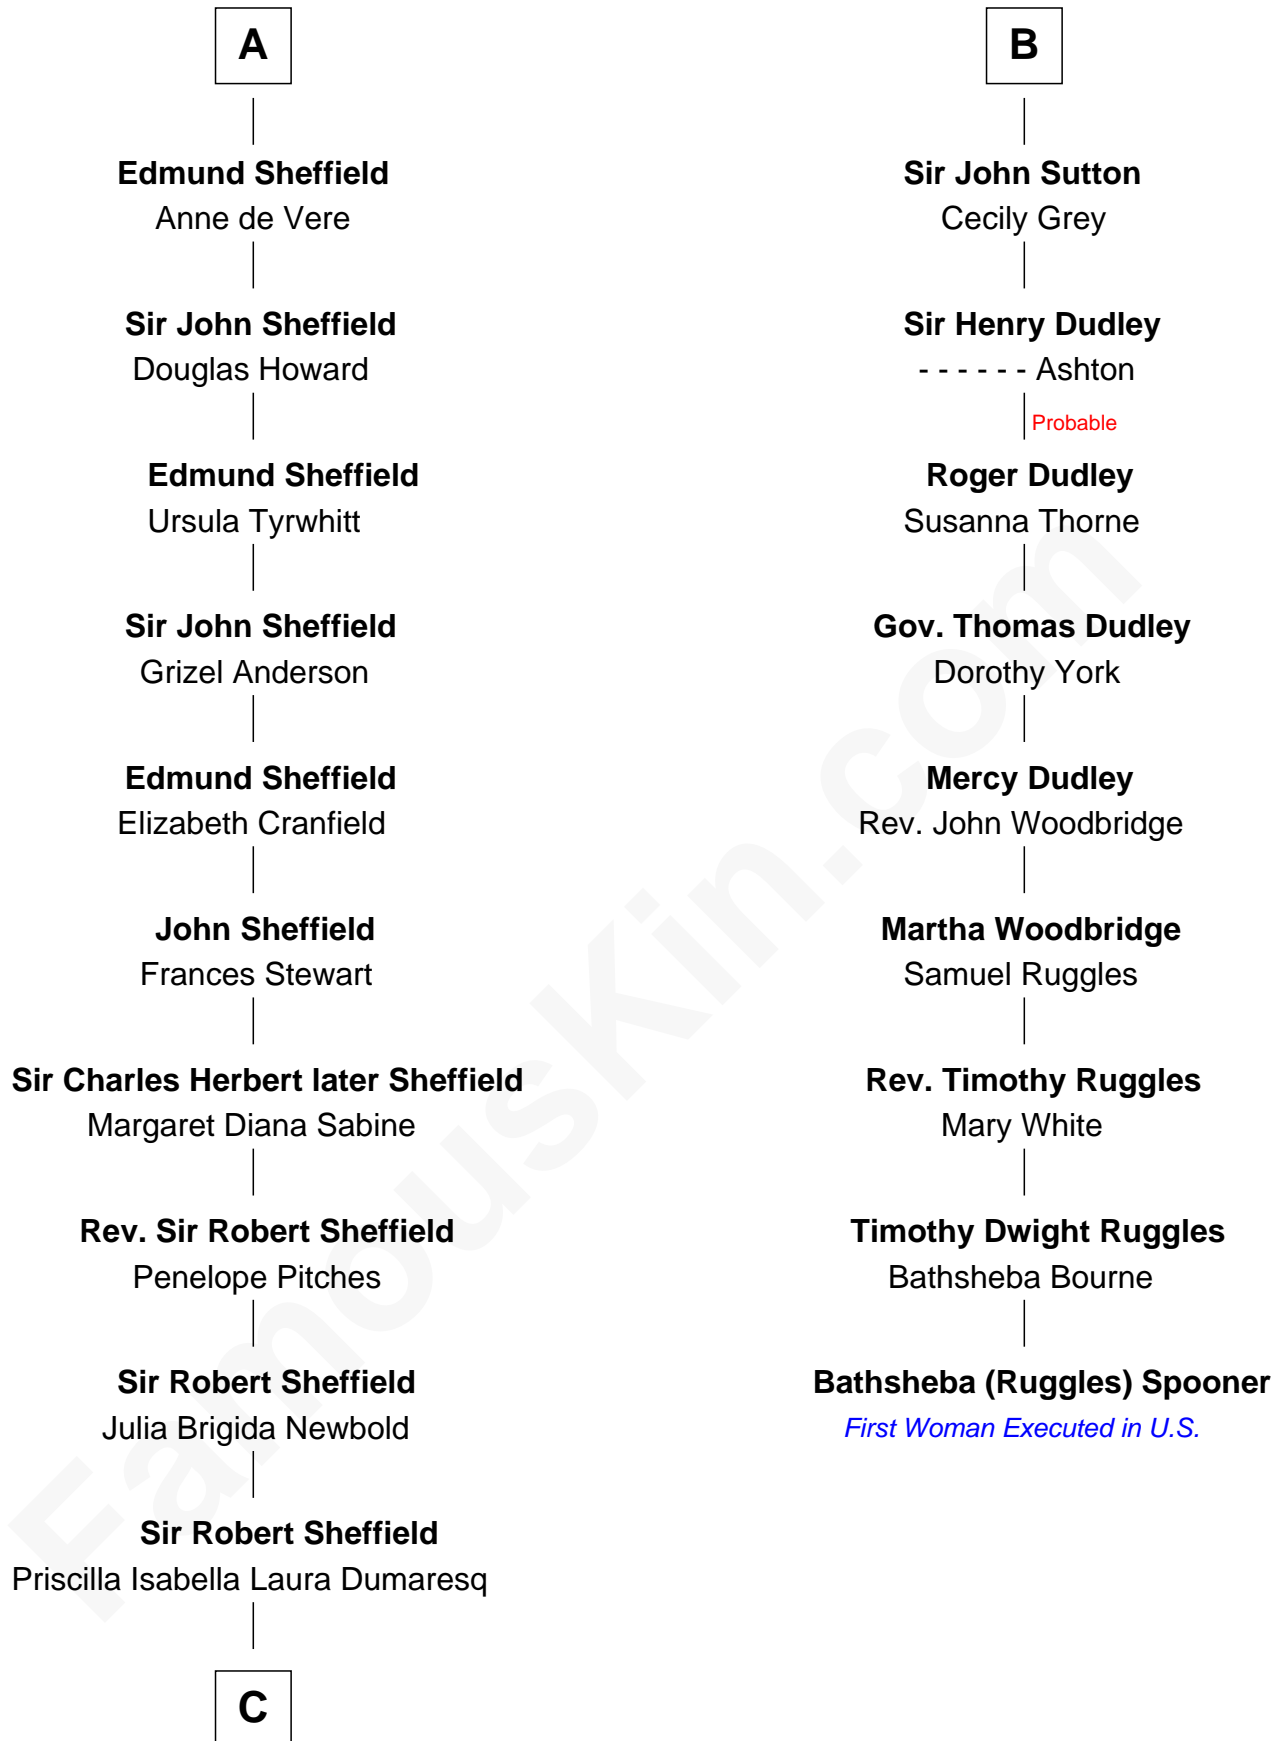 A
Edmund Sheffield
Anne de Vere
Sir John Sheffield
Douglas Howard
Edmund Sheffield
Ursula Tyrwhitt
Sir John Sheffield
Grizel Anderson
Edmund Sheffield
Elizabeth Cranfield
John Sheffield
Frances Stewart
Sir Charles Herbert later Sheffield
Margaret Diana Sabine
Rev. Sir Robert Sheffield
Penelope Pitches
Sir Robert Sheffield
Julia Brigida Newbold
Sir Robert Sheffield
Priscilla Isabella Laura Dumaresq
C
B
Sir John Sutton
Cecily Grey
Sir Henry Dudley
- - - - - - Ashton
Probable
Roger Dudley
Susanna Thorne
Gov. Thomas Dudley
Dorothy York
Mercy Dudley
Rev. John Woodbridge
Martha Woodbridge
Samuel Ruggles
Rev. Timothy Ruggles
Mary White
Timothy Dwight Ruggles
Bathsheba Bourne
Bathsheba (Ruggles) Spooner
First Woman Executed in U.S.
FamousKin.com